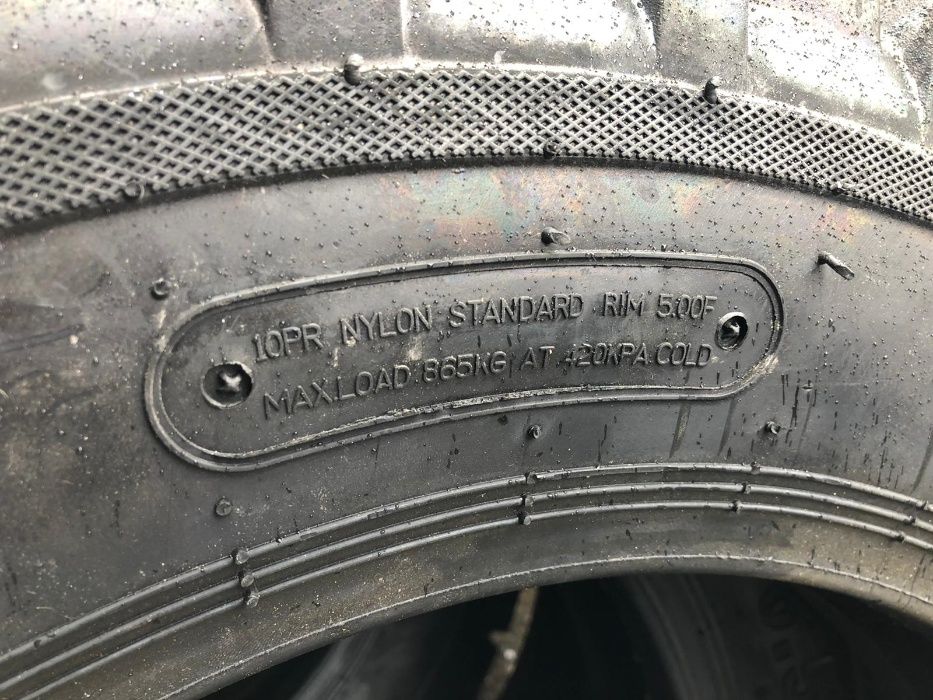 10PR NYLON STANDARD RIM 5.00F
MAX.LOAD 865KG AT 420KPA COLD